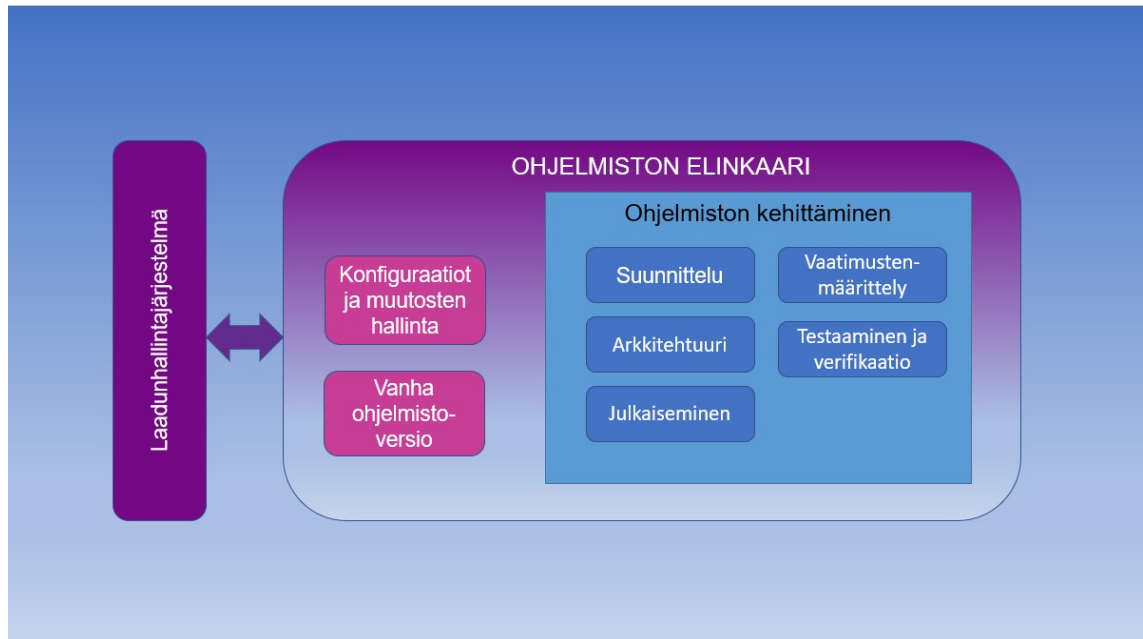 Laadunhallintajärjestelmä
OHJELMISTON ELINKAARI
Konfiguraatiot
ja muutosten
hallinta
Vanha
ohjelmisto-
versio
Ohjelmiston kehittäminen
Suunnittelu
Vaatimusten-
määrittely
Arkkitehtuuri
Testaaminen ja
verifikaatio
Julkaiseminen